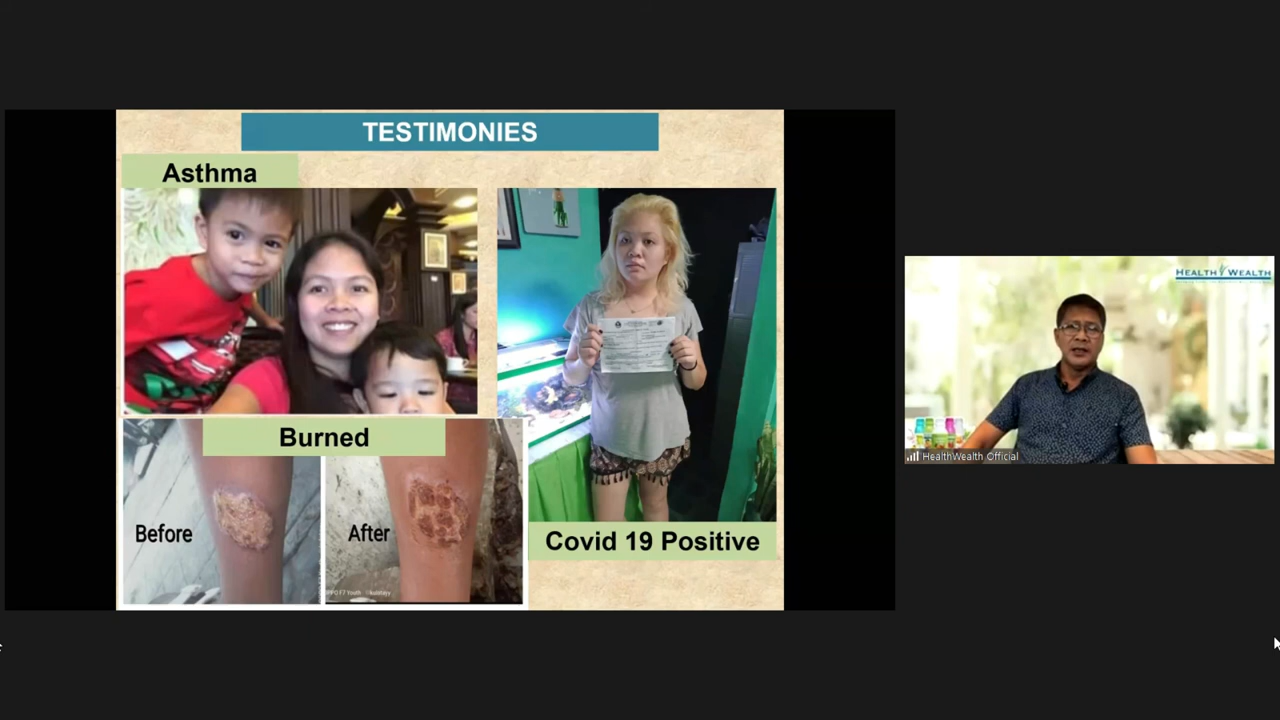 TESTIMONIES
Asthma
Burned
Before
After
Covid 19 Positive
HEALTH WEALTH
HealthWealth Official